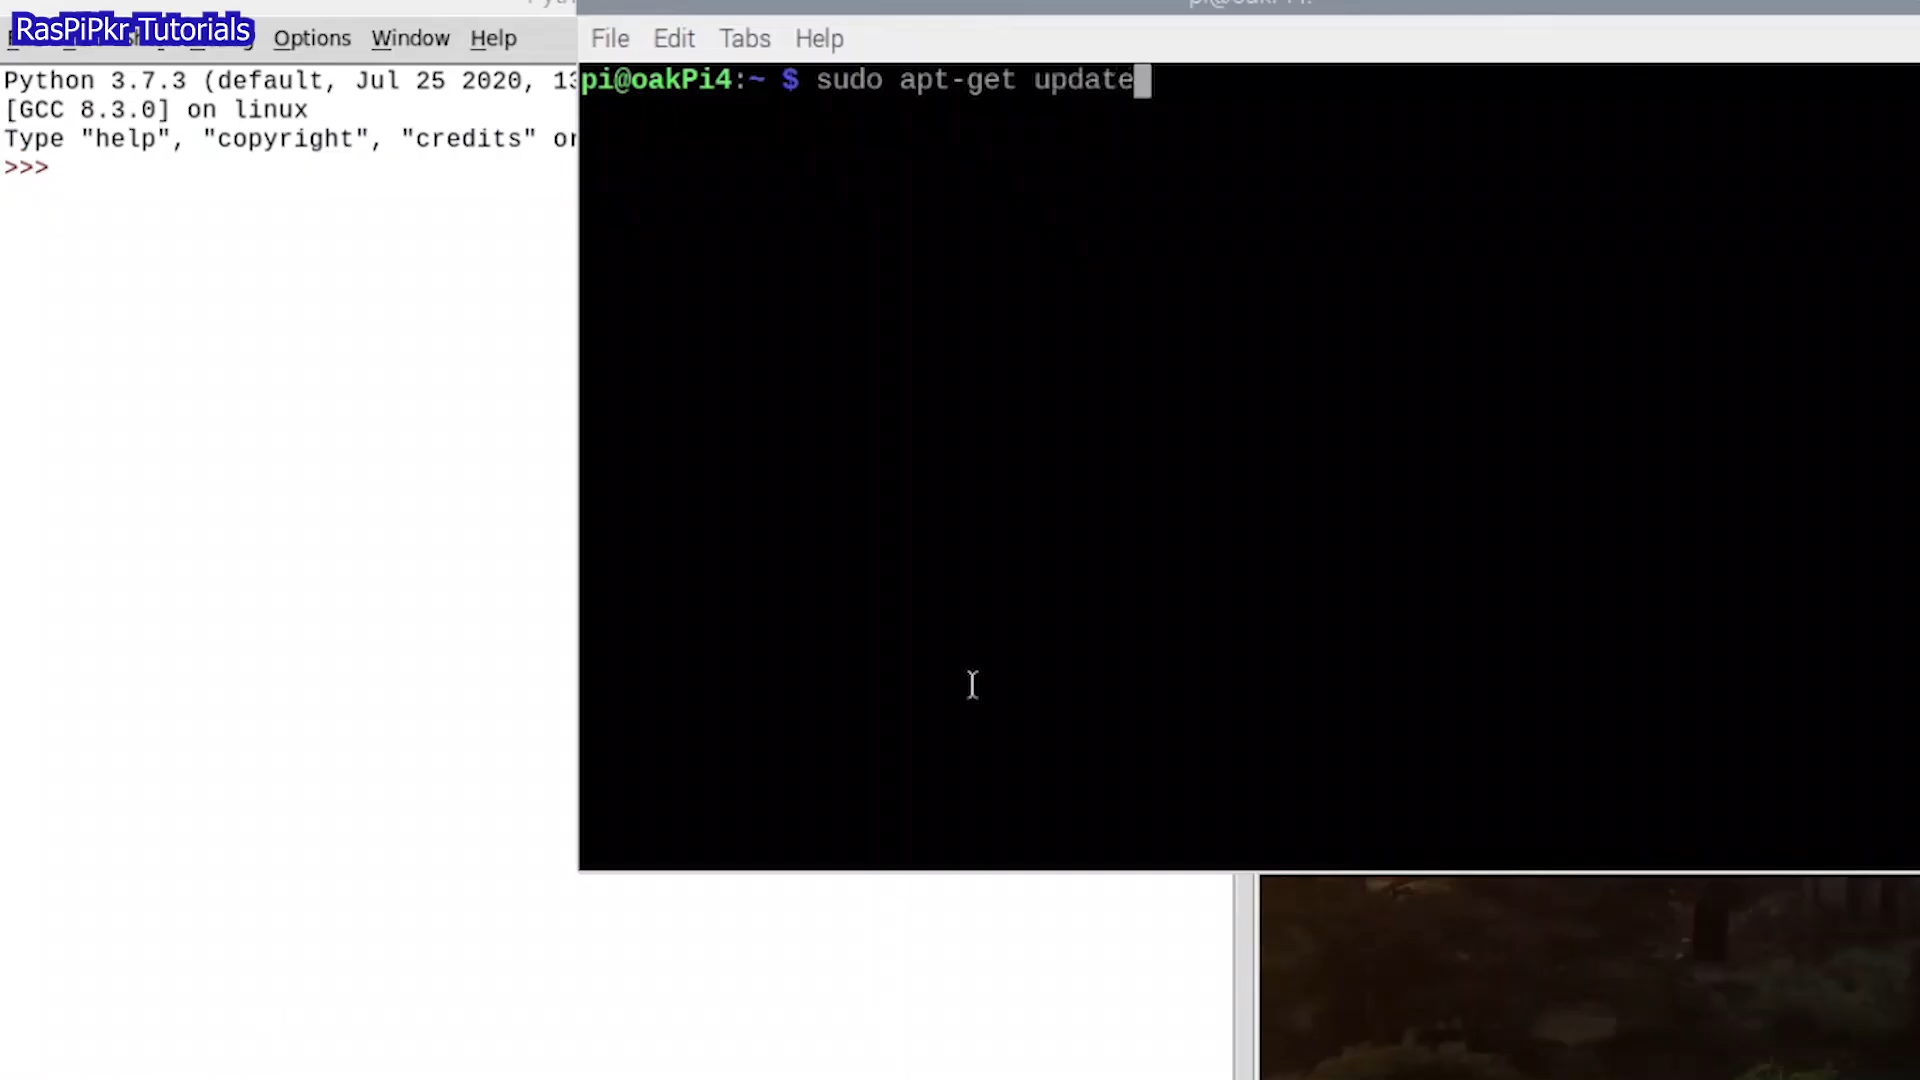 RasPiPkr Tutorials
Options Window Help
Python 3.7.3 (default, Jul 25 2020, 13
[GCC 8.3.0] on linux
Type "help", "copyright", "credits" or
>>>
File Edit Tabs Help
pi@oakPi4:~ $ sudo apt-get update